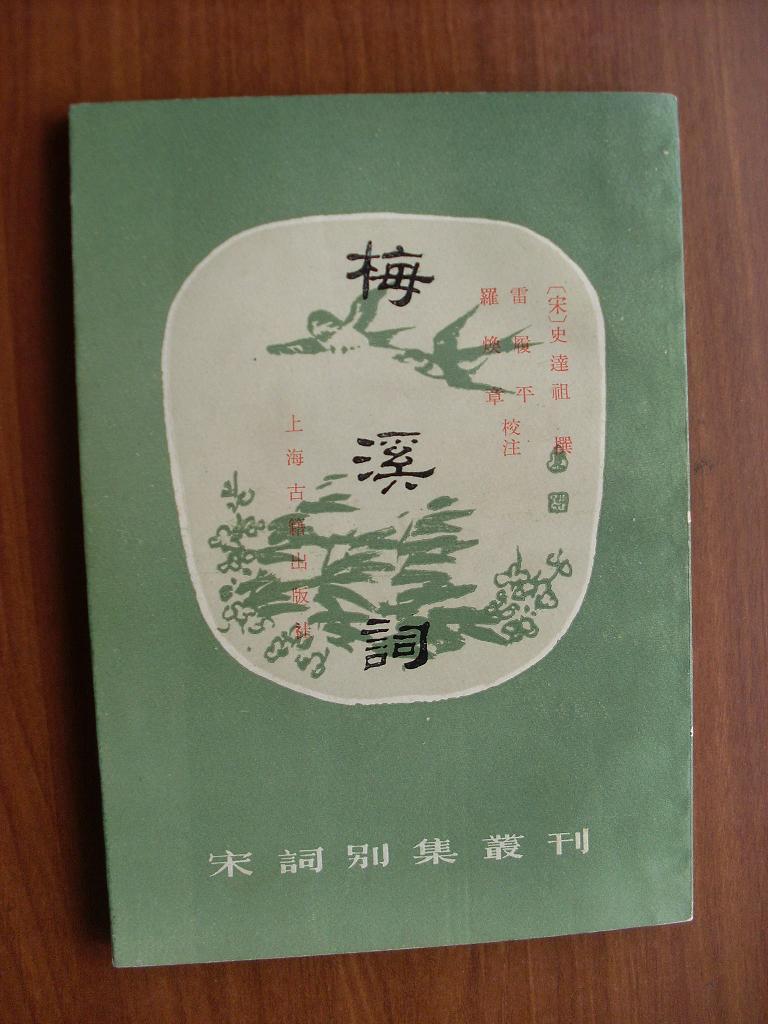 梅溪詞
〔宋〕史達祖 撰
雷履平
羅煥章 校注
上海古籍出版社
宋詞別集叢刊